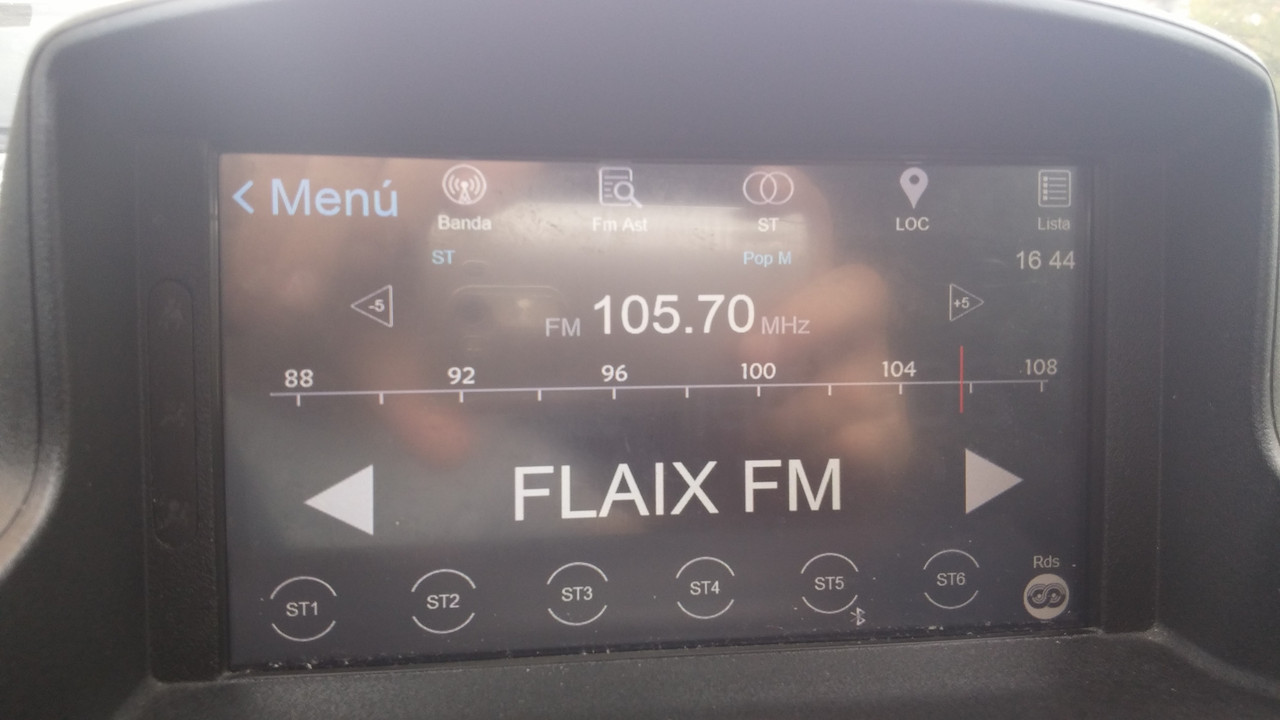 < Menú
Banda
Fm Ast
ST
LOC
Lista
ST
Pop M
16 44
-5
FM 105.70 MHz
+5
88 92 96 100 104 108
FLAIX FM
ST1 ST2 ST3 ST4 ST5 ST6
Rds